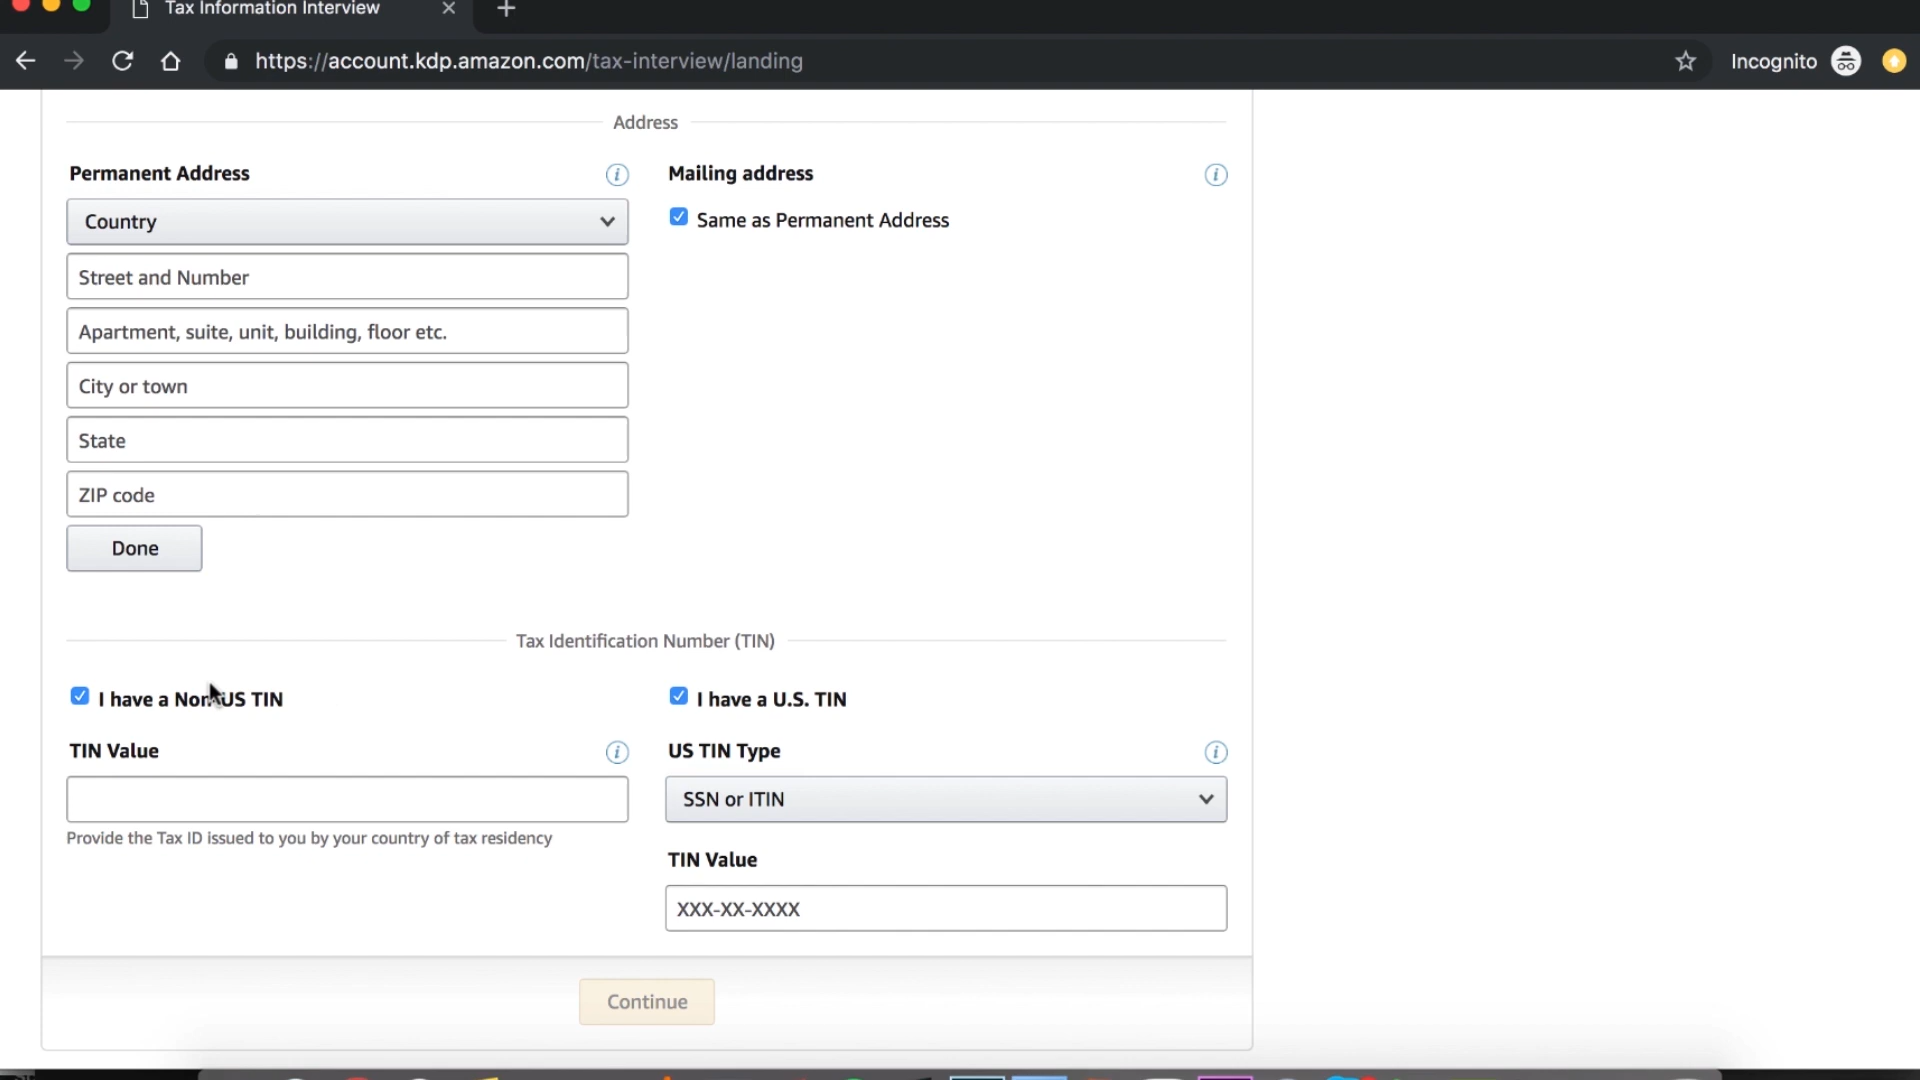 Tax Information Interview
https://account.kdp.amazon.com/tax-interview/landing
Incognito
Address
Permanent Address
Mailing address
Country
Same as Permanent Address
Street and Number
Apartment, suite, unit, building, floor etc.
City or town
State
ZIP code
Done
Tax Identification Number (TIN)
I have a Non-US TIN
I have a U.S. TIN
TIN Value
US TIN Type
SSN or ITIN
Provide the Tax ID issued to you by your country of tax residency
TIN Value
XXX-XX-XXXX
Continue